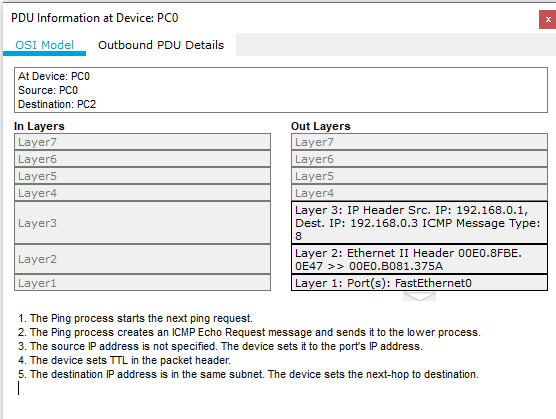 PDU Information at Device: PC0
x
OSI Model Outbound PDU Details
At Device: PC0
Source: PC0
Destination: PC2
In Layers
Layer7
Layer6
Layer5
Layer4
Layer3
Layer2
Layer1
Out Layers
Layer7
Layer6
Layer5
Layer4
Layer 3: IP Header Src. IP: 192.168.0.1,
Dest. IP: 192.168.0.3 ICMP Message Type:
8
Layer 2: Ethernet II Header 00E0.8FBE.
0E47 >> 00E0.B081.375A
Layer 1: Port(s): FastEthernet0
1. The Ping process starts the next ping request.
2. The Ping process creates an ICMP Echo Request message and sends it to the lower process.
3. The source IP address is not specified. The device sets it to the port's IP address.
4. The device sets TTL in the packet header.
5. The destination IP address is in the same subnet. The device sets the next-hop to destination.